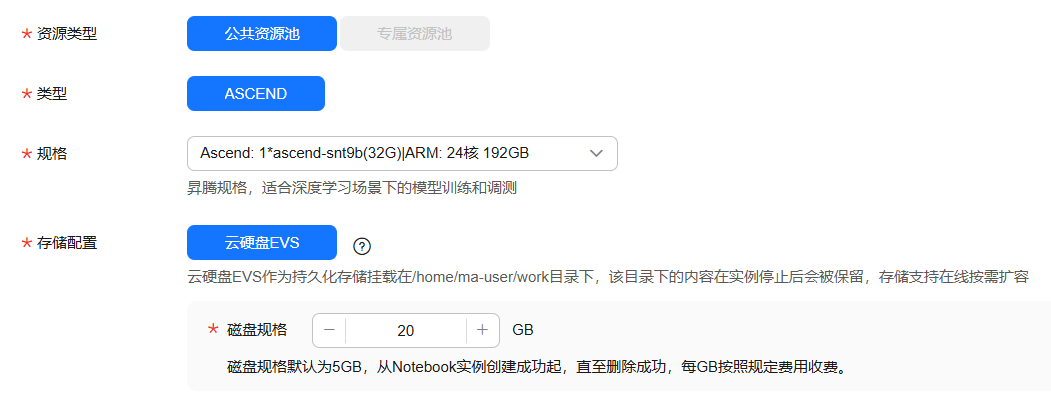 * 资源类型 公共资源池 专属资源池
* 类型 ASCEND
* 规格 Ascend: 1*ascend-snt9b(32G)|ARM: 24核 192GB
昇腾规格，适合深度学习场景下的模型训练和调测
* 存储配置 云硬盘EVS ?
云硬盘EVS作为持久化存储挂载在/home/ma-user/work目录下，该目录下的内容在实例停止后会被保留，存储支持在线按需扩容
* 磁盘规格 − 20 + GB
磁盘规格默认为5GB，从Notebook实例创建成功起，直至删除成功，每GB按照规定费用收费。